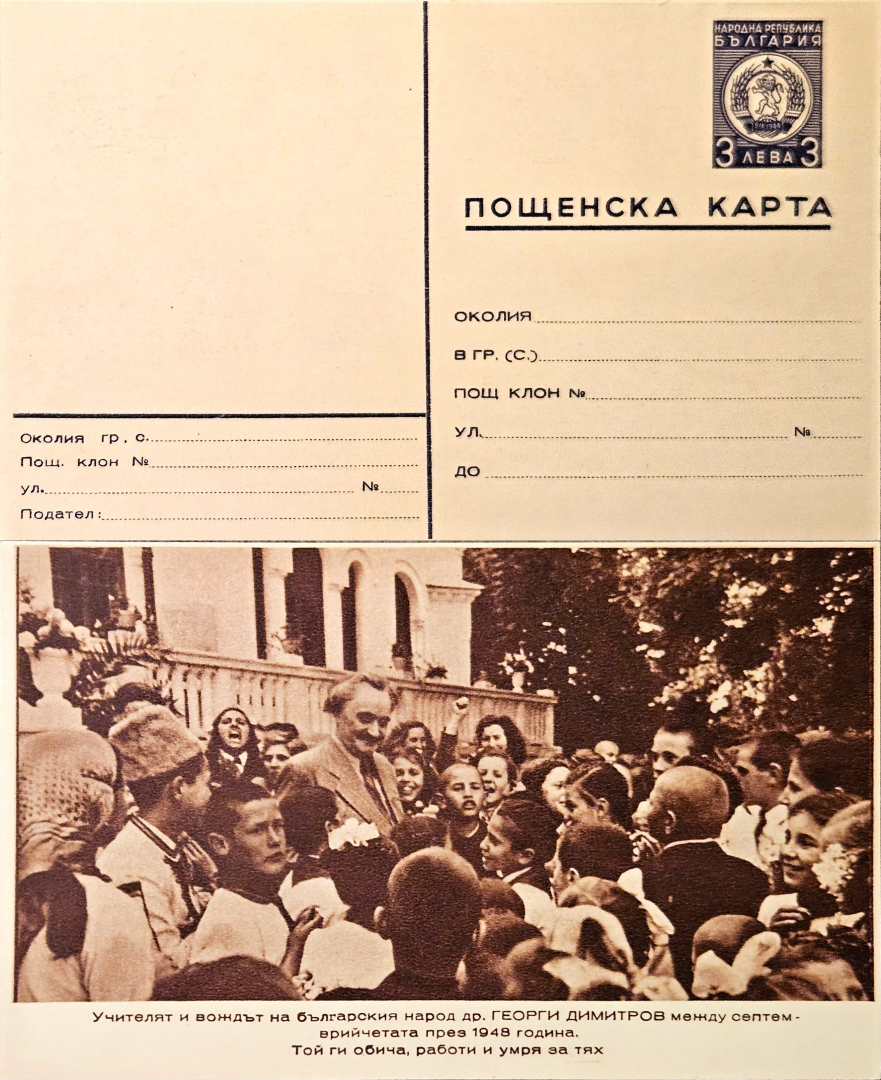 НАРОДНА РЕПУБЛИКА
БЪЛГАРИЯ
3 ЛЕВА 3
ПОЩЕНСКА КАРТА
ОКОЛИЯ
В ГР. (С.)
ПОЩ КЛОН №
УЛ. №
ДО
Околия гр. с.
Пощ. клон №
ул. №
Подател:
Учителят и вождът на българския народ др. ГЕОРГИ ДИМИТРОВ между септем-
врийчетата през 1948 година.
Той ги обича, работи и умря за тях